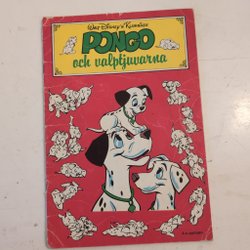 Walt Disney's Klassiker
PONGO
och valptjuvarna